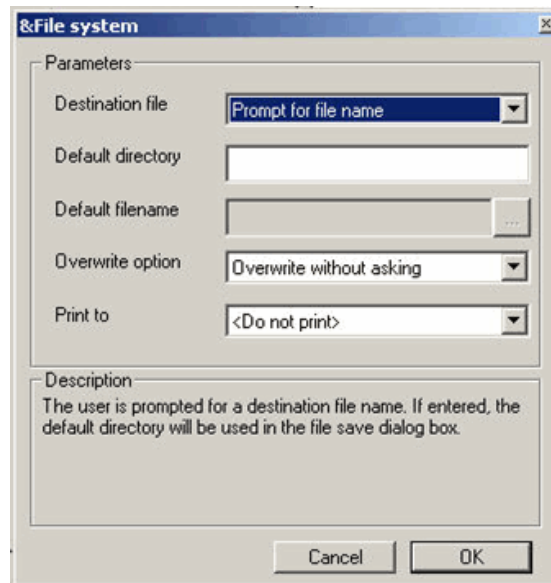 &File system
Parameters
Destination file
Prompt for file name
Default directory
Default filename
...
Overwrite option
Overwrite without asking
Print to
<Do not print>
Description
The user is prompted for a destination file name. If entered, the
default directory will be used in the file save dialog box.
Cancel
OK